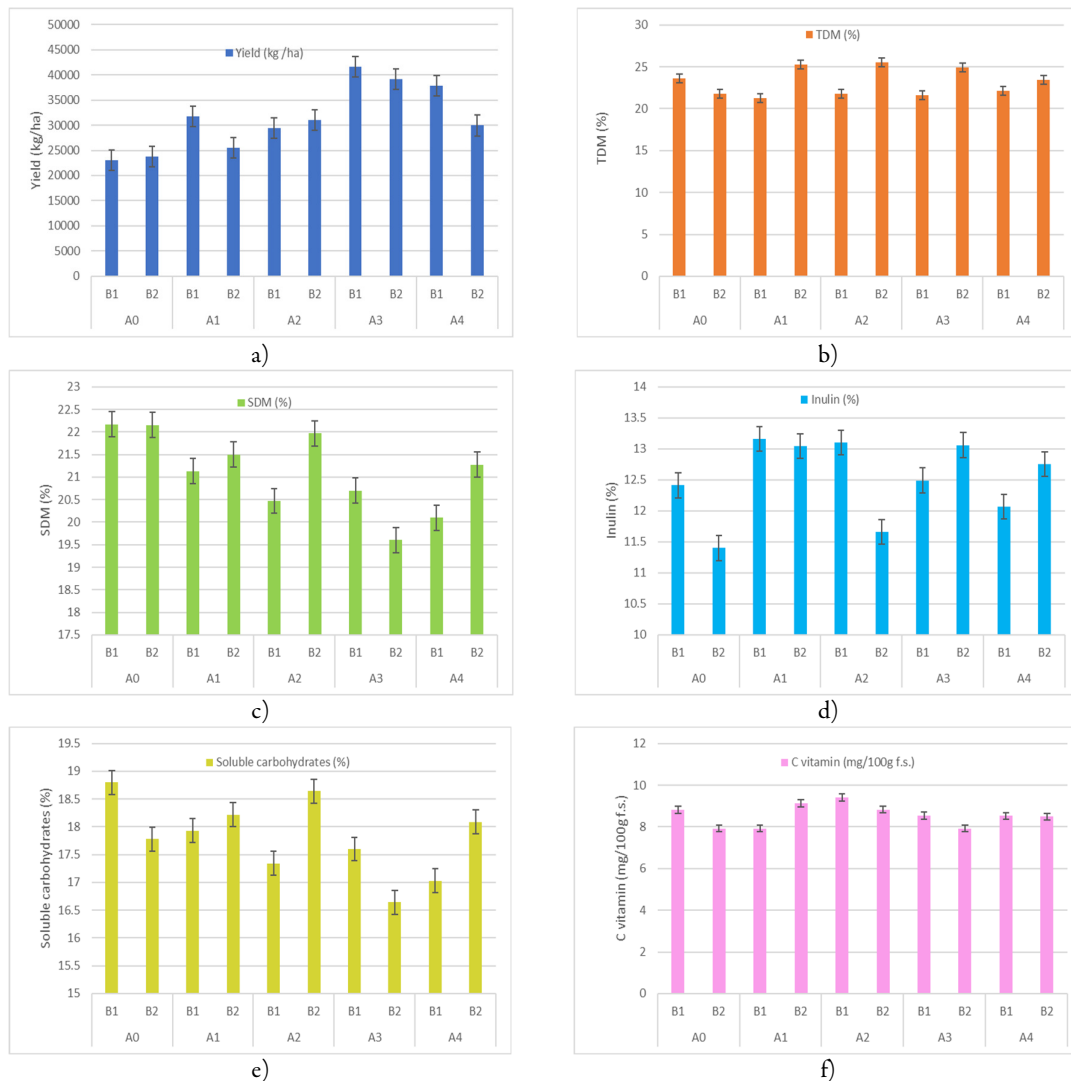 50000
45000
40000
35000
30000
25000
20000
15000
10000
5000
0
Yield (kg/ha)
Yield (kg /ha)
B1 B2 B1 B2 B1 B2 B1 B2 B1 B2
A0 A1 A2 A3 A4
a)
30
25
20
15
10
5
0
TDM (%)
TDM (%)
B1 B2 B1 B2 B1 B2 B1 B2 B1 B2
A0 A1 A2 A3 A4
b)
23
22.5
22
21.5
21
20.5
20
19.5
19
18.5
18
17.5
SDM (%)
SDM (%)
B1 B2 B1 B2 B1 B2 B1 B2 B1 B2
A0 A1 A2 A3 A4
c)
14
13.5
13
12.5
12
11.5
11
10.5
10
Inulin (%)
Inulin (%)
B1 B2 B1 B2 B1 B2 B1 B2 B1 B2
A0 A1 A2 A3 A4
d)
19.5
19
18.5
18
17.5
17
16.5
16
15.5
15
Soluble carbohydrates (%)
Soluble carbohydrates (%)
B1 B2 B1 B2 B1 B2 B1 B2 B1 B2
A0 A1 A2 A3 A4
e)
12
10
8
6
4
2
0
C vitamin (mg/100g f.s.)
C vitamin (mg/100g f.s.)
B1 B2 B1 B2 B1 B2 B1 B2 B1 B2
A0 A1 A2 A3 A4
f)